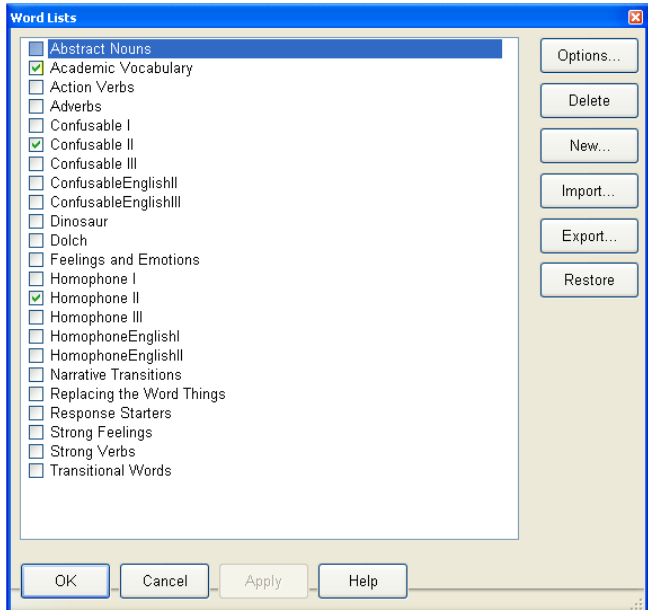 Word Lists
Abstract Nouns
Academic Vocabulary
Action Verbs
Adverbs
Confusable I
Confusable II
Confusable III
ConfusableEnglishII
ConfusableEnglishIII
Dinosaur
Dolch
Feelings and Emotions
Homophone I
Homophone II
Homophone III
HomophoneEnglishI
HomophoneEnglishII
Narrative Transitions
Replacing the Word Things
Response Starters
Strong Feelings
Strong Verbs
Transitional Words
Options...
Delete
New...
Import...
Export...
Restore
OK Cancel Apply Help